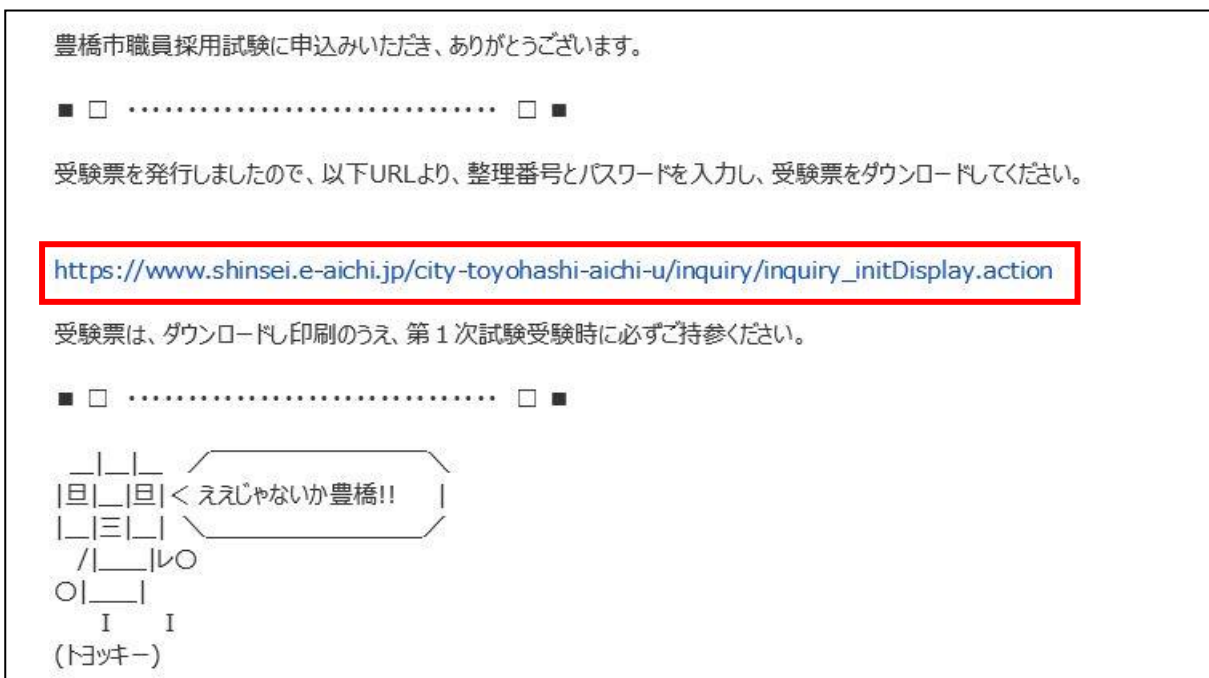 豊橋市職員採用試験に申込みいただき、ありがとうございます。
■ □ ･･････････････････････････････ □ ■
受験票を発行しましたので、以下URLより、整理番号とパスワードを入力し、受験票をダウンロードしてください。
https://www.shinsei.e-aichi.jp/city-toyohashi-aichi-u/inquiry/inquiry_initDisplay.action
受験票は、ダウンロードし印刷のうえ、第１次試験受験時に必ずご持参ください。
■ □ ･･････････････････････････････ □ ■
＿|＿|＿ ／￣￣￣￣￣￣￣￣￣￣＼
|旦|＿|旦|＜ ええじゃないか豊橋!! |
|＿|三|＿| ＼＿＿＿＿＿＿＿＿＿＿／
/|____|レ○
○|____|
I I
(トヨッキー)